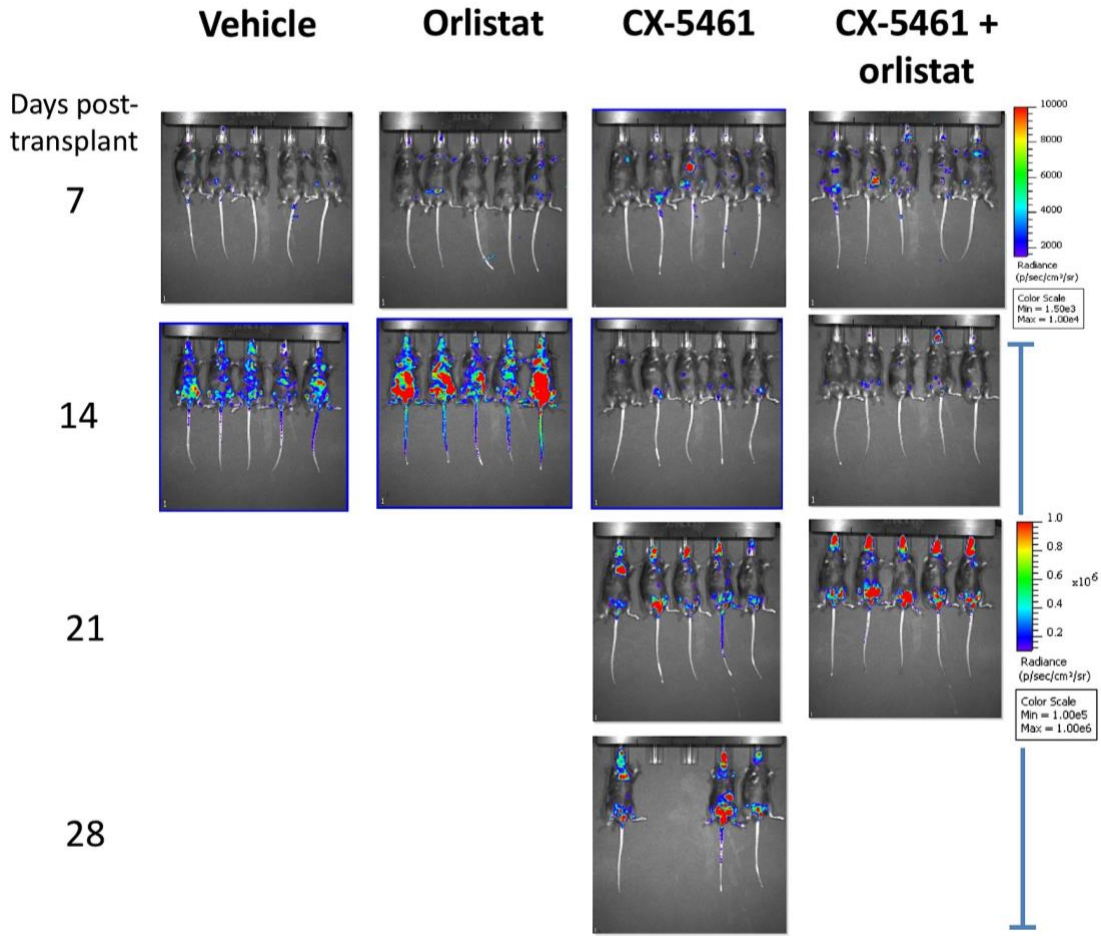 Vehicle
Orlistat
CX-5461
CX-5461 +
orlistat
Days post-
transplant
7
14
21
28
10000
8000
6000
4000
2000
Radiance
(p/sec/cm²/sr)
Color Scale
Min = 1.50e3
Max = 1.00e4
1.0
0.8
0.6
0.4
0.2
x10⁶
Radiance
(p/sec/cm²/sr)
Color Scale
Min = 1.00e5
Max = 1.00e6